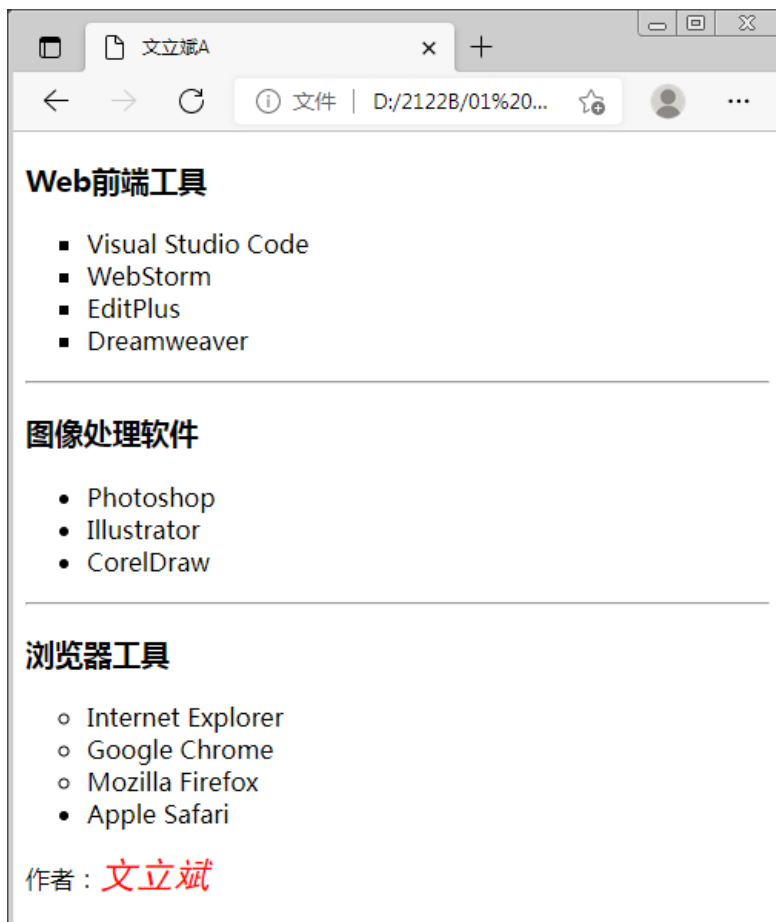 文立斌A
文件 | D:/2122B/01%20...
Web前端工具
Visual Studio Code
WebStorm
EditPlus
Dreamweaver
图像处理软件
Photoshop
Illustrator
CorelDraw
浏览器工具
Internet Explorer
Google Chrome
Mozilla Firefox
Apple Safari
作者：文立斌